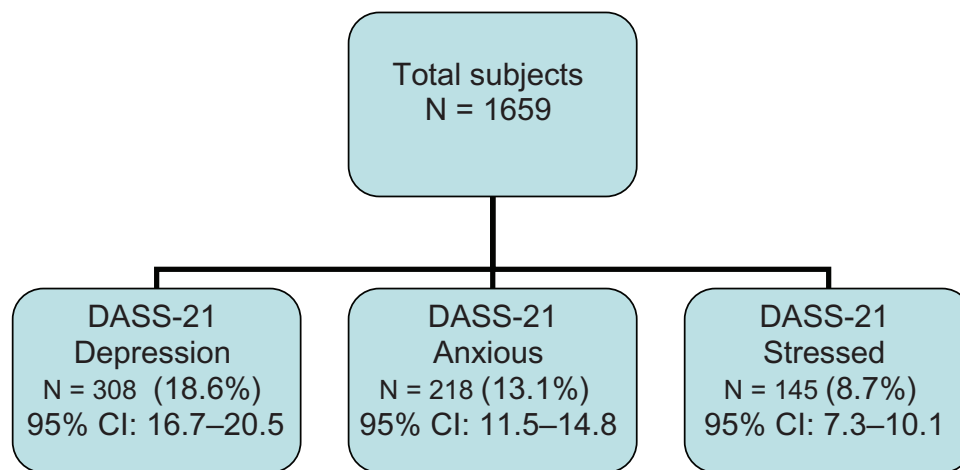 Total subjects
N = 1659
DASS-21
Depression
N = 308 (18.6%)
95% CI: 16.7–20.5
DASS-21
Anxious
N = 218 (13.1%)
95% CI: 11.5–14.8
DASS-21
Stressed
N = 145 (8.7%)
95% CI: 7.3–10.1